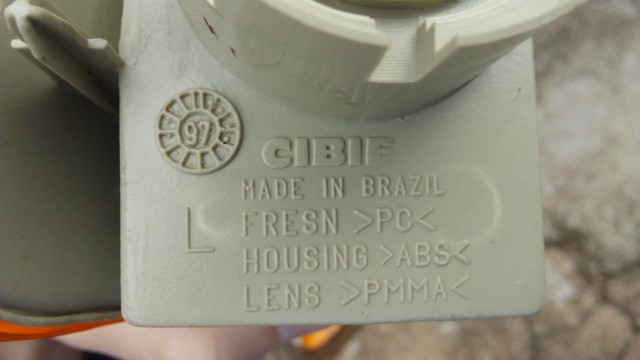 97
CIBIE
MADE IN BRAZIL
L
FRESN >PC<
HOUSING >ABS<
LENS >PMMA<